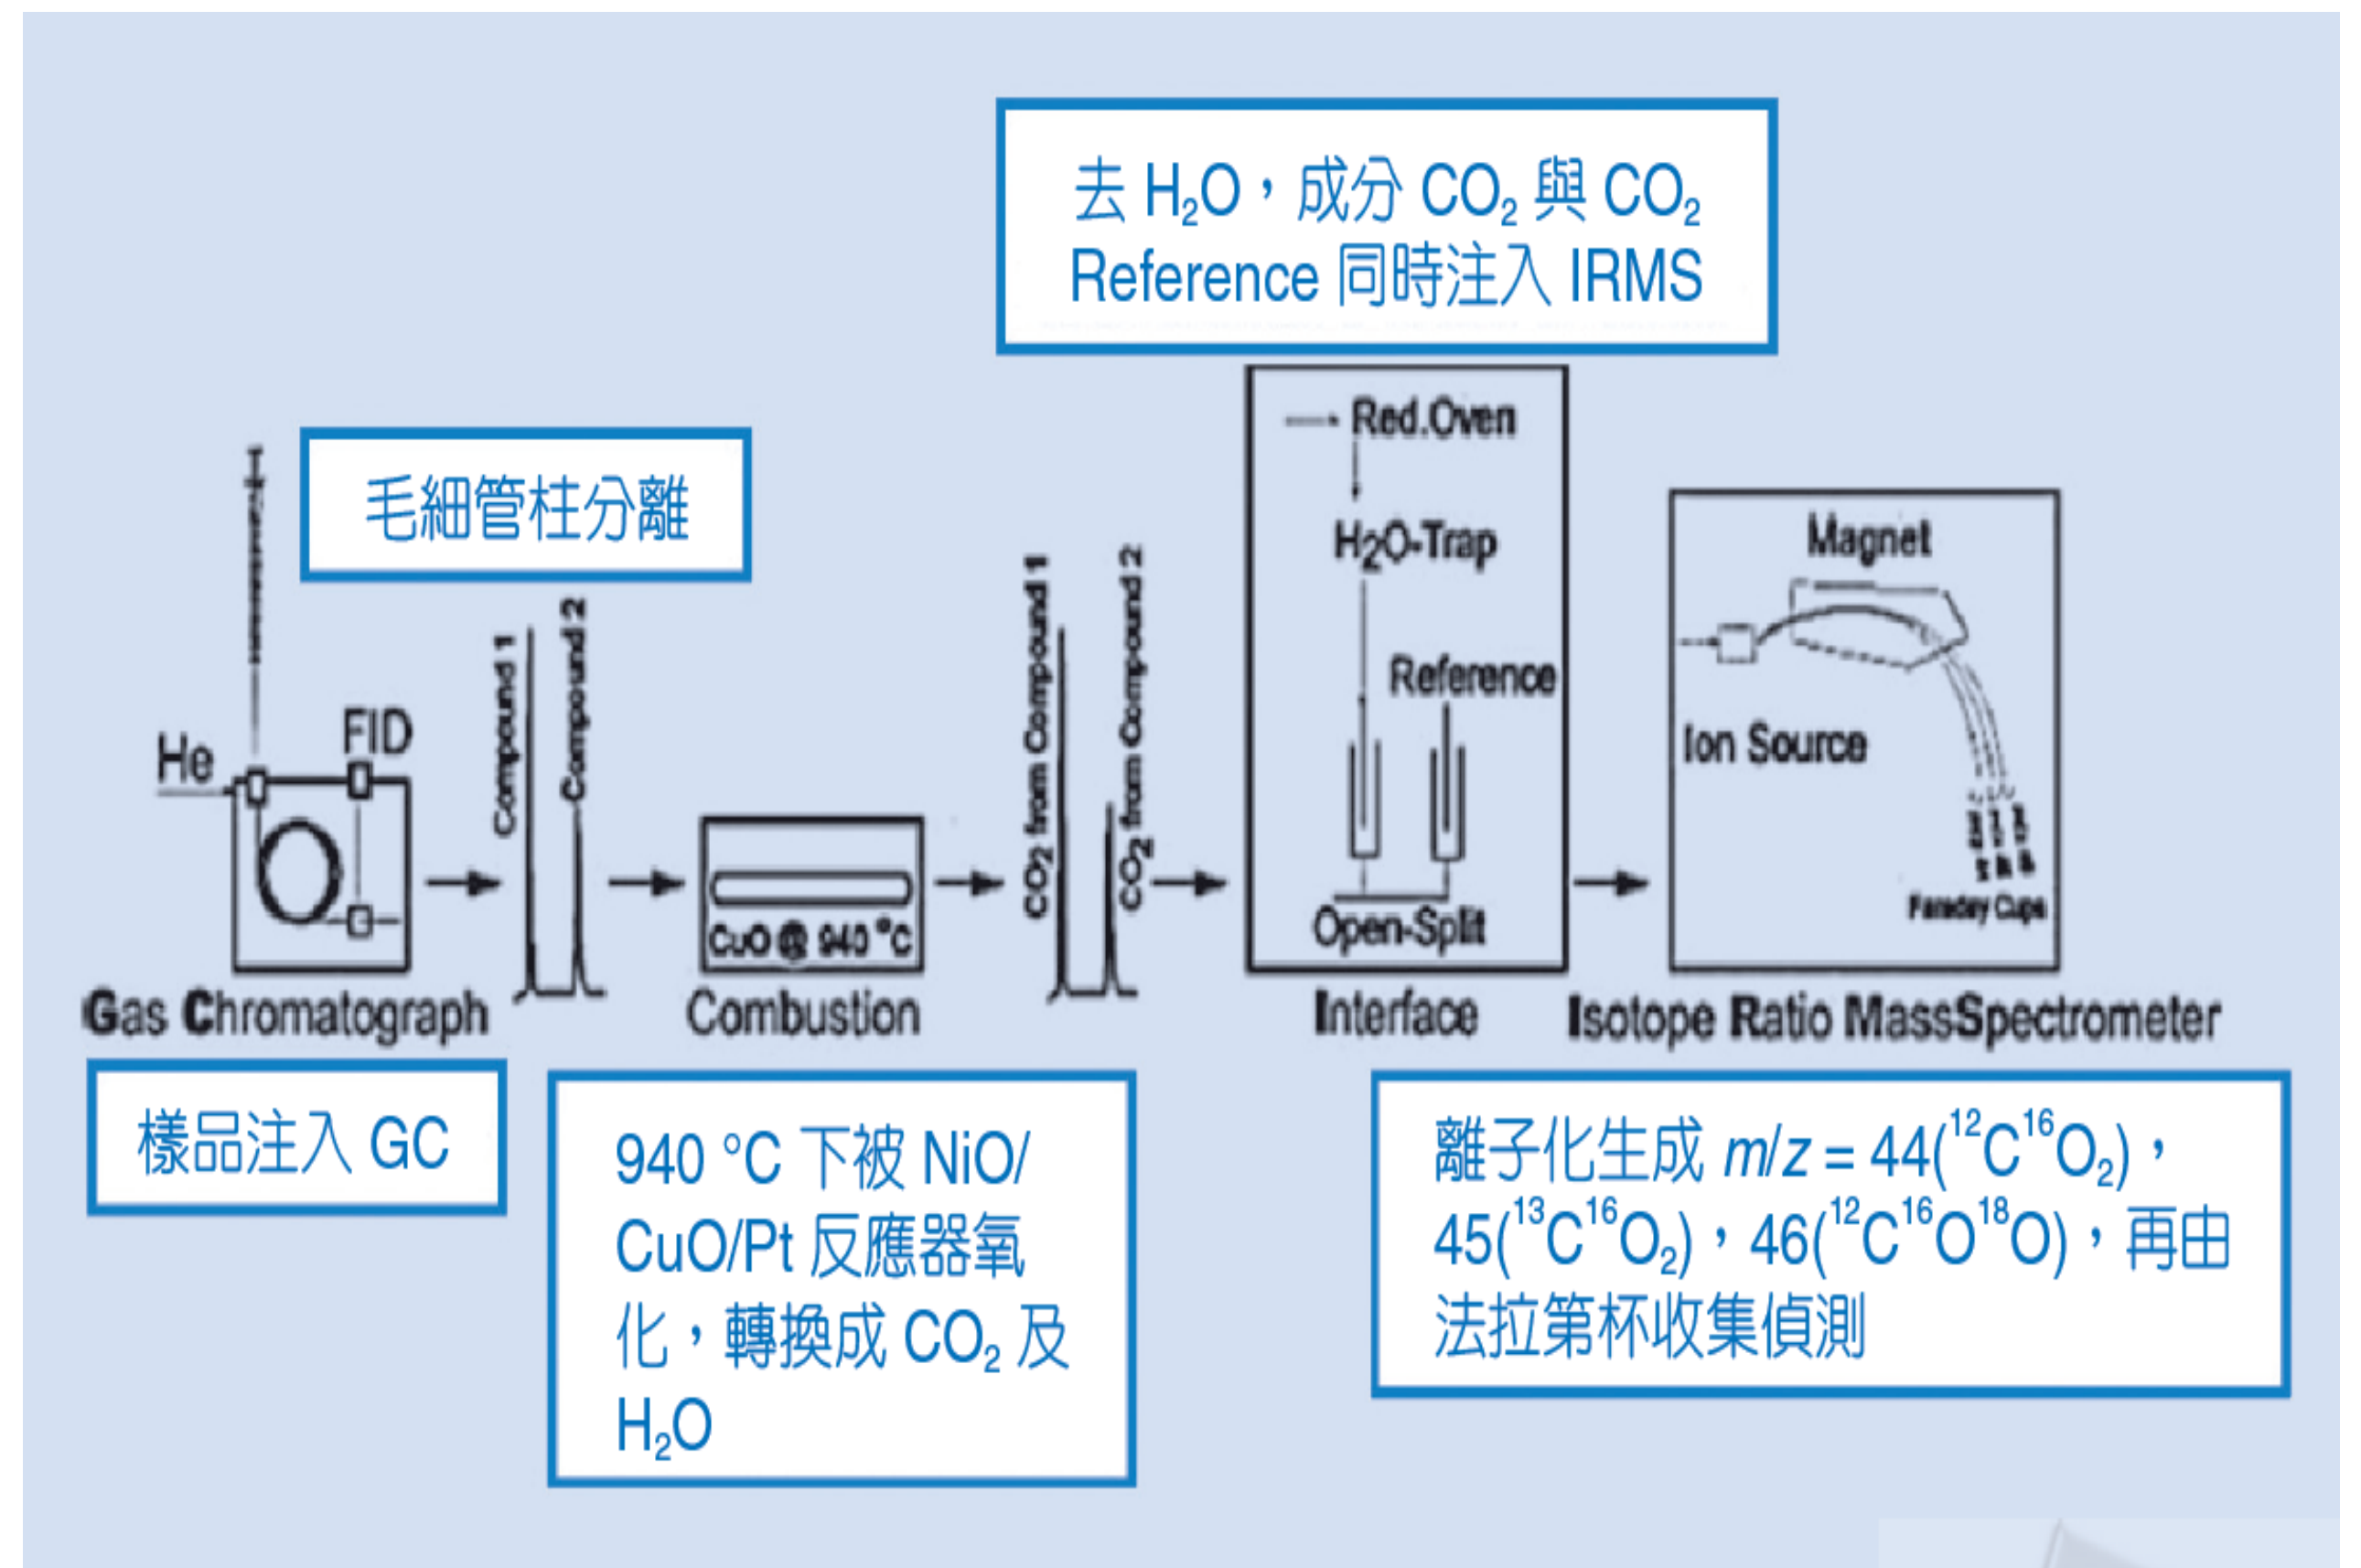 去 H₂O，成分 CO₂ 與 CO₂
Reference 同時注入 IRMS
毛細管柱分離
He
FID
Compound 1
Compound 2
CuO @ 940 °C
CO₂ from Compound 1
CO₂ from Compound 2
Red.Oven
H₂O-Trap
Reference
Open-Split
Magnet
Ion Source
Faraday Cups
Gas Chromatograph
Combustion
Interface
Isotope Ratio MassSpectrometer
樣品注入 GC
940 °C 下被 NiO/
CuO/Pt 反應器氧
化，轉換成 CO₂ 及
H₂O
離子化生成 m/z = 44(¹²C¹⁶O₂)，
45(¹³C¹⁶O₂)，46(¹²C¹⁶O¹⁸O)，再由
法拉第杯收集偵測